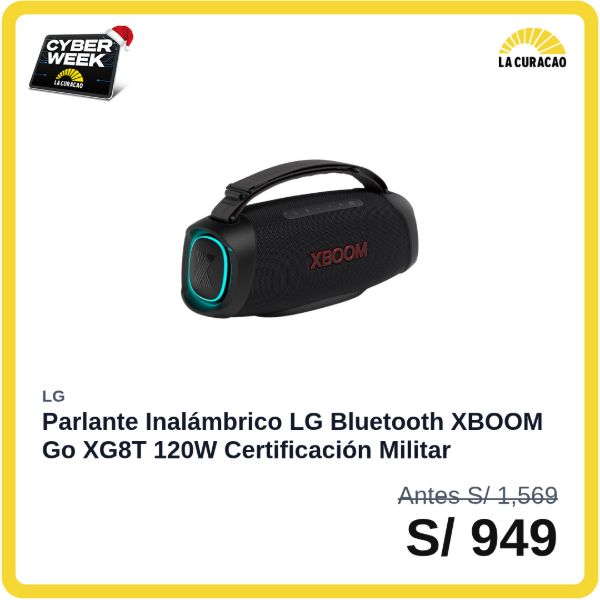 CYBER
WEEK
LA CURACAO
LA CURACAO
XBOOM
LG
Parlante Inalámbrico LG Bluetooth XBOOM
Go XG8T 120W Certificación Militar
Antes S/ 1,569
S/ 949